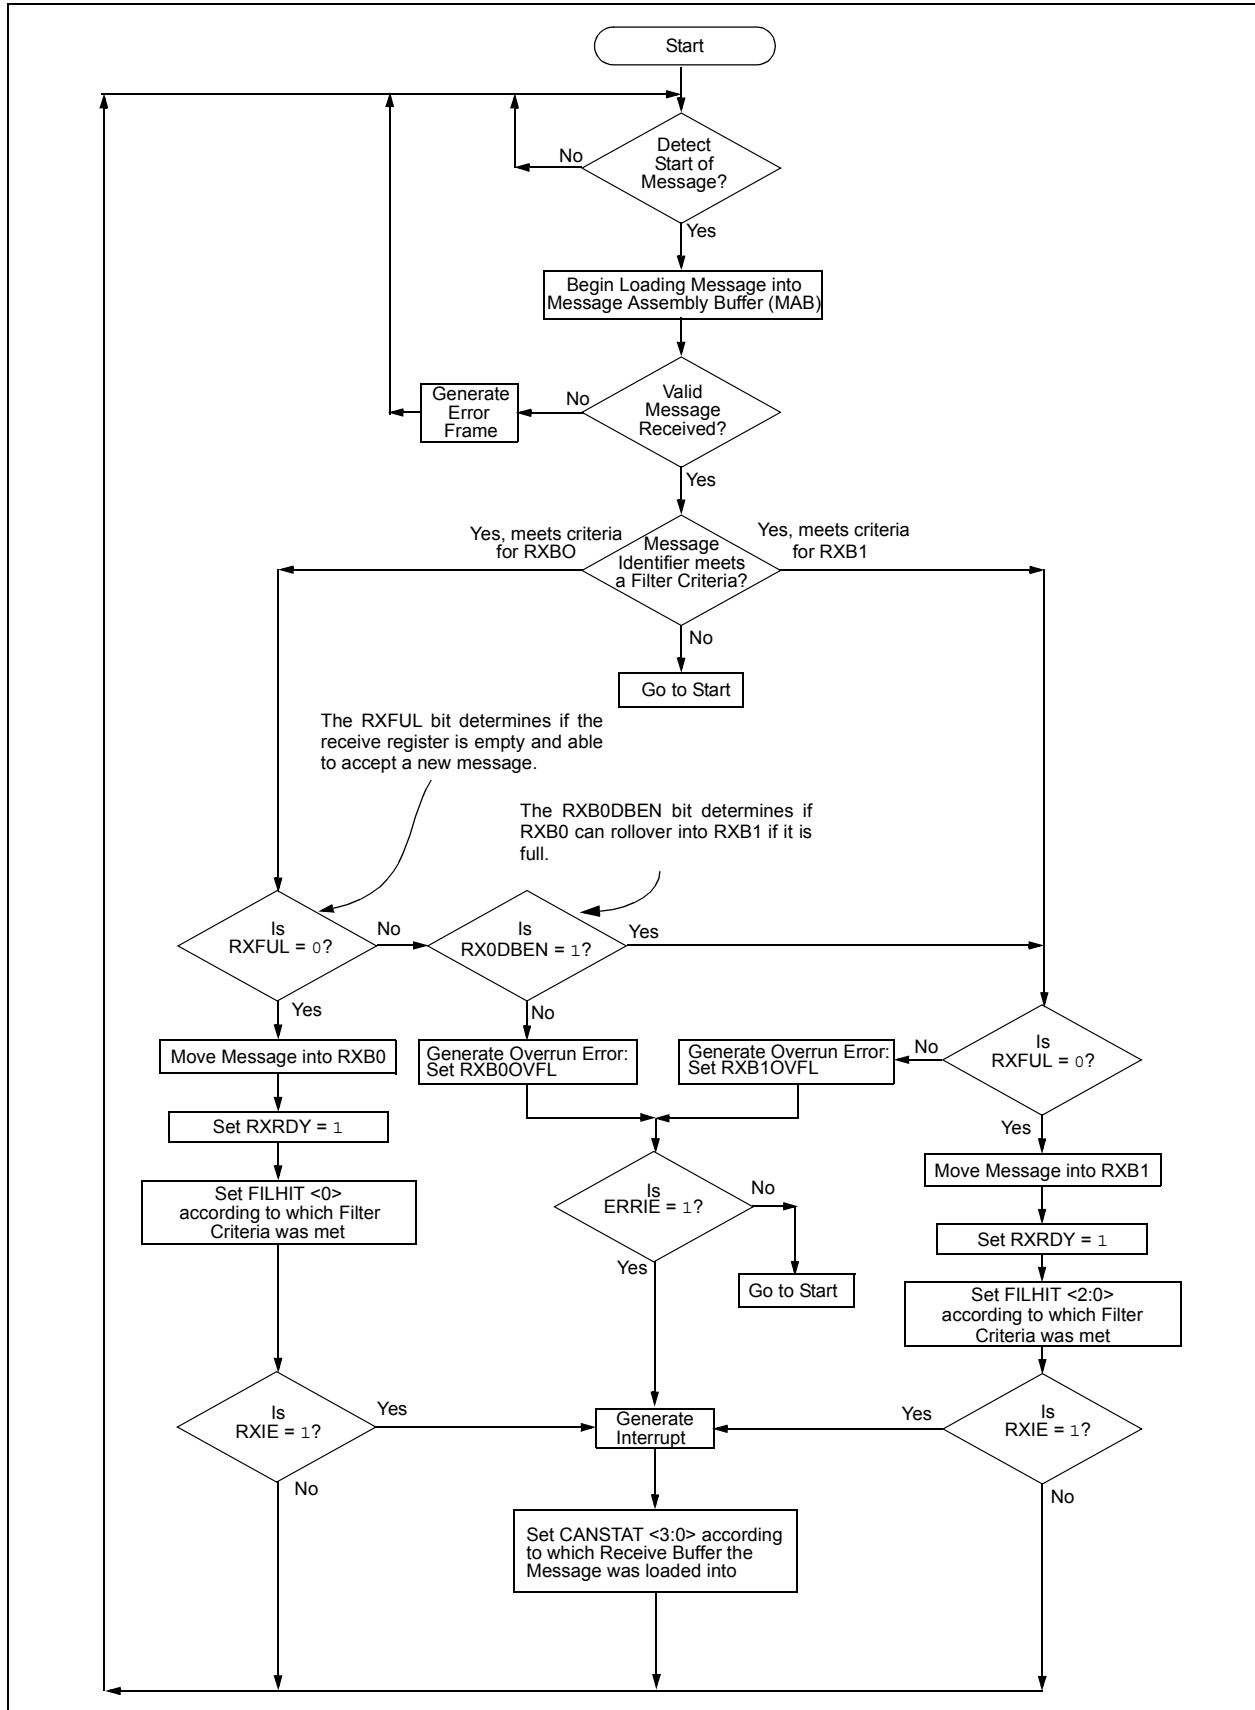 Start
Detect
Start of
Message?
No
Yes
Begin Loading Message into
Message Assembly Buffer (MAB)
Valid
Message
Received?
No
Generate
Error
Frame
Yes
Message
Identifier meets
a Filter Criteria?
Yes, meets criteria
for RXBO
Yes, meets criteria
for RXB1
No
Go to Start
The RXFUL bit determines if the
receive register is empty and able
to accept a new message.
The RXB0DBEN bit determines if
RXB0 can rollover into RXB1 if it is
full.
Is
RXFUL = 0?
No
Is
RX0DBEN = 1?
Yes
Yes
No
Is
RXFUL = 0?
No
Yes
Move Message into RXB0
Generate Overrun Error:
Set RXB0OVFL
Generate Overrun Error:
Set RXB1OVFL
Set RXRDY = 1
Move Message into RXB1
Is
ERRIE = 1?
No
Yes
Go to Start
Set FILHIT <0>
according to which Filter
Criteria was met
Set RXRDY = 1
Set FILHIT <2:0>
according to which Filter
Criteria was met
Is
RXIE = 1?
Yes
No
Generate
Interrupt
Yes
Is
RXIE = 1?
No
Set CANSTAT <3:0> according
to which Receive Buffer the
Message was loaded into